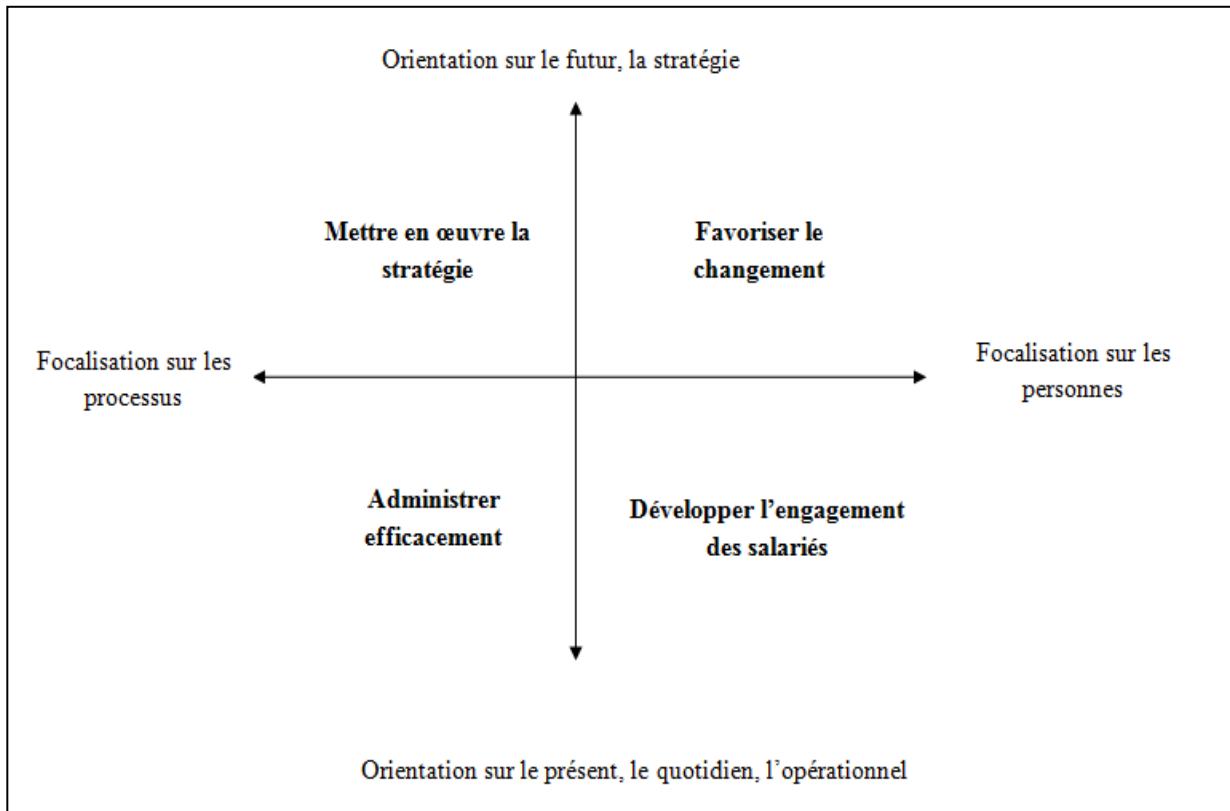 Orientation sur le futur, la stratégie
Mettre en œuvre la
stratégie
Favoriser le
changement
Focalisation sur les
processus
Focalisation sur les
personnes
Administrer
efficacement
Développer l’engagement
des salariés
Orientation sur le présent, le quotidien, l’opérationnel